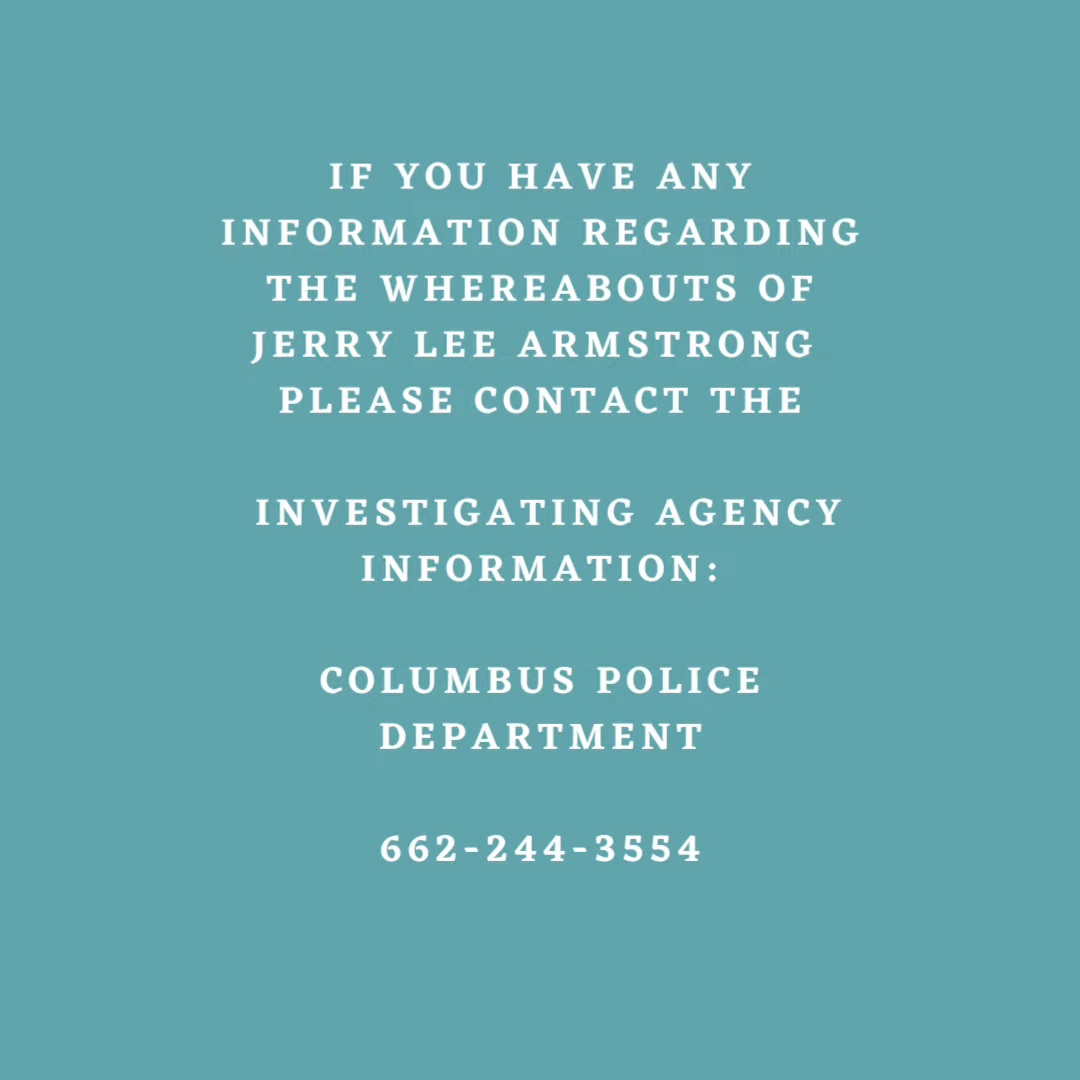 IF YOU HAVE ANY
INFORMATION REGARDING
THE WHEREABOUTS OF
JERRY LEE ARMSTRONG
PLEASE CONTACT THE
INVESTIGATING AGENCY
INFORMATION:
COLUMBUS POLICE
DEPARTMENT
662-244-3554